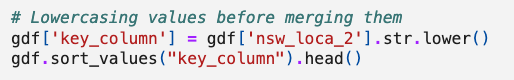 # Lowercasing values before merging them
gdf['key_column'] = gdf['nsw_loca_2'].str.lower()
gdf.sort_values("key_column").head()